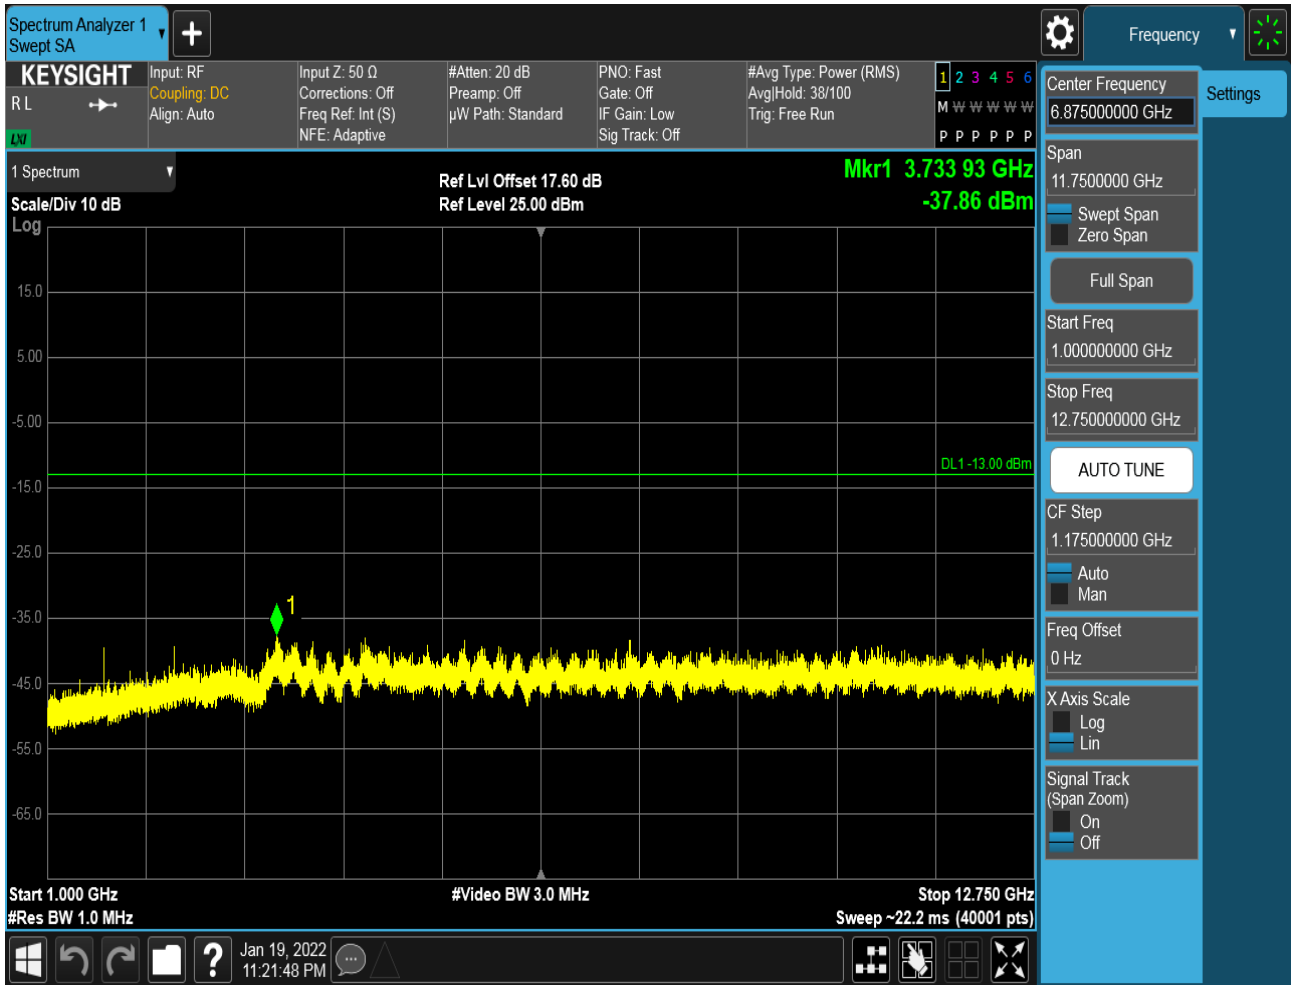 Spectrum Analyzer 1
Swept SA
Frequency
KEYSIGHT
R L
LXI
Input: RF
Coupling: DC
Align: Auto
Input Z: 50 Ω
Corrections: Off
Freq Ref: Int (S)
NFE: Adaptive
#Atten: 20 dB
Preamp: Off
µW Path: Standard
PNO: Fast
Gate: Off
IF Gain: Low
Sig Track: Off
#Avg Type: Power (RMS)
Avg|Hold: 38/100
Trig: Free Run
1 2 3 4 5 6
M W W W W W
P P P P P P
1 Spectrum
Scale/Div 10 dB
Log
Ref Lvl Offset 17.60 dB
Ref Level 25.00 dBm
Mkr1 3.733 93 GHz
-37.86 dBm
15.0
5.00
-5.00
-15.0
-25.0
-35.0
-45.0
-55.0
-65.0
DL1 -13.00 dBm
1
Start 1.000 GHz
#Res BW 1.0 MHz
#Video BW 3.0 MHz
Stop 12.750 GHz
Sweep ~22.2 ms (40001 pts)
Jan 19, 2022
11:21:48 PM
Center Frequency
6.875000000 GHz
Settings
Span
11.7500000 GHz
Swept Span
Zero Span
Full Span
Start Freq
1.000000000 GHz
Stop Freq
12.750000000 GHz
AUTO TUNE
CF Step
1.175000000 GHz
Auto
Man
Freq Offset
0 Hz
X Axis Scale
Log
Lin
Signal Track
(Span Zoom)
On
Off